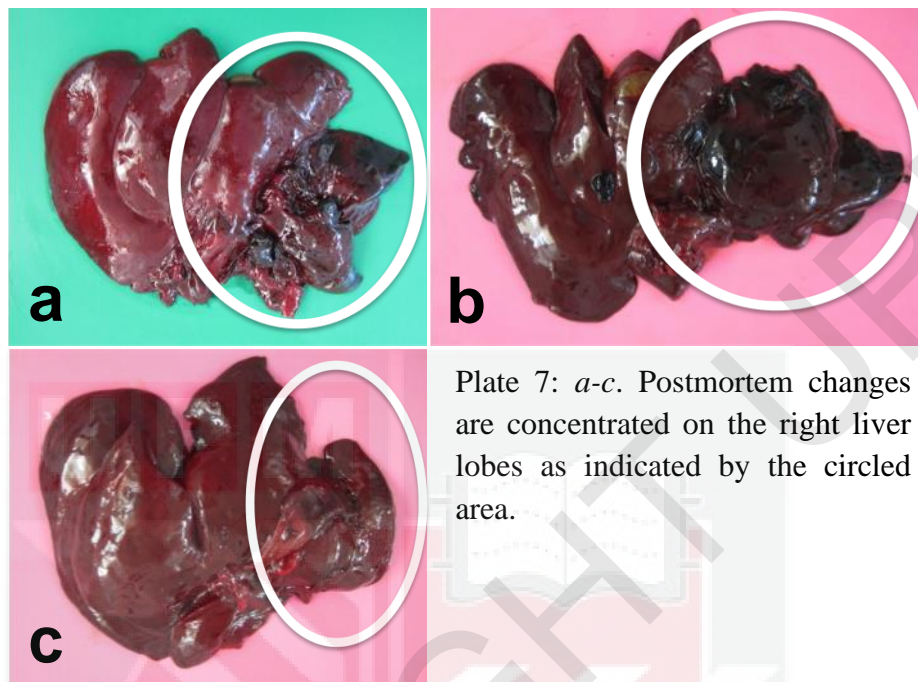 a
b
c
Plate 7: a-c. Postmortem changes
are concentrated on the right liver
lobes as indicated by the circled
area.